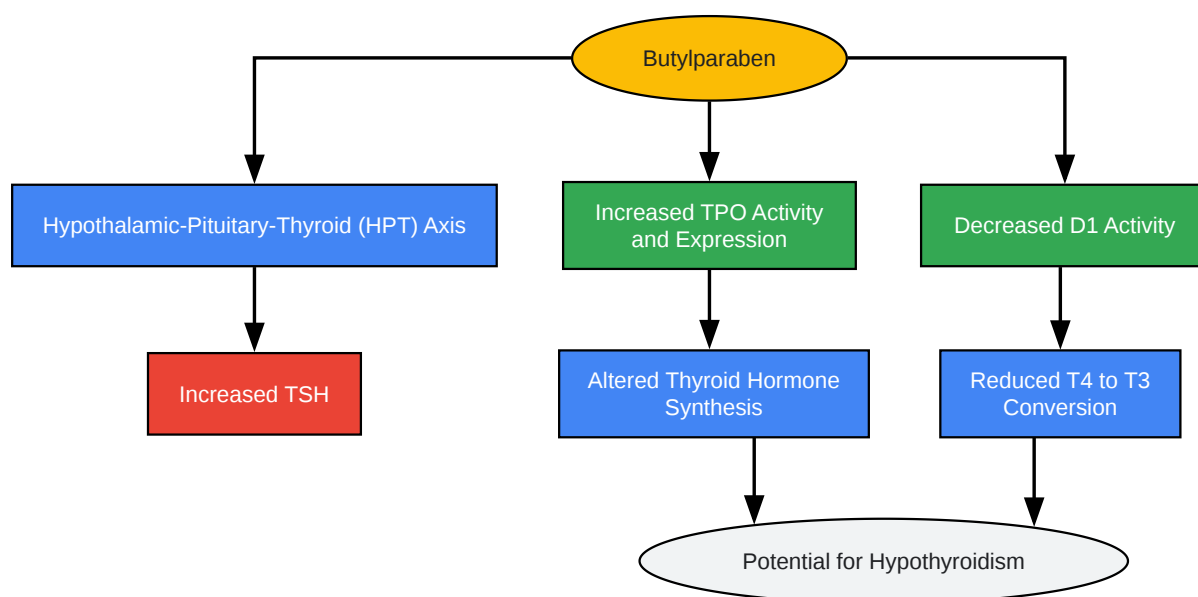 Butylparaben
Hypothalamic-Pituitary-Thyroid (HPT) Axis
Increased TPO Activity
and Expression
Decreased D1 Activity
Increased TSH
Altered Thyroid Hormone
Synthesis
Reduced T4 to T3
Conversion
Potential for Hypothyroidism